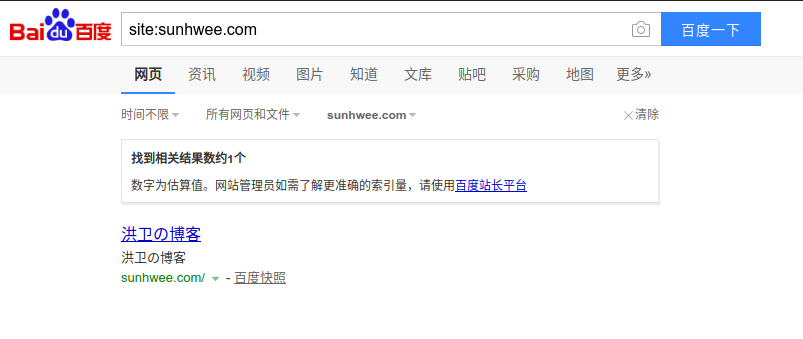 Bai du 百度 site:sunhwee.com 百度一下
网页 资讯 视频 图片 知道 文库 贴吧 采购 地图 更多»
时间不限 所有网页和文件 sunhwee.com 清除
找到相关结果数约1个
数字为估算值。网站管理员如需了解更准确的索引量，请使用百度站长平台
洪卫の博客
洪卫の博客
sunhwee.com/ - 百度快照